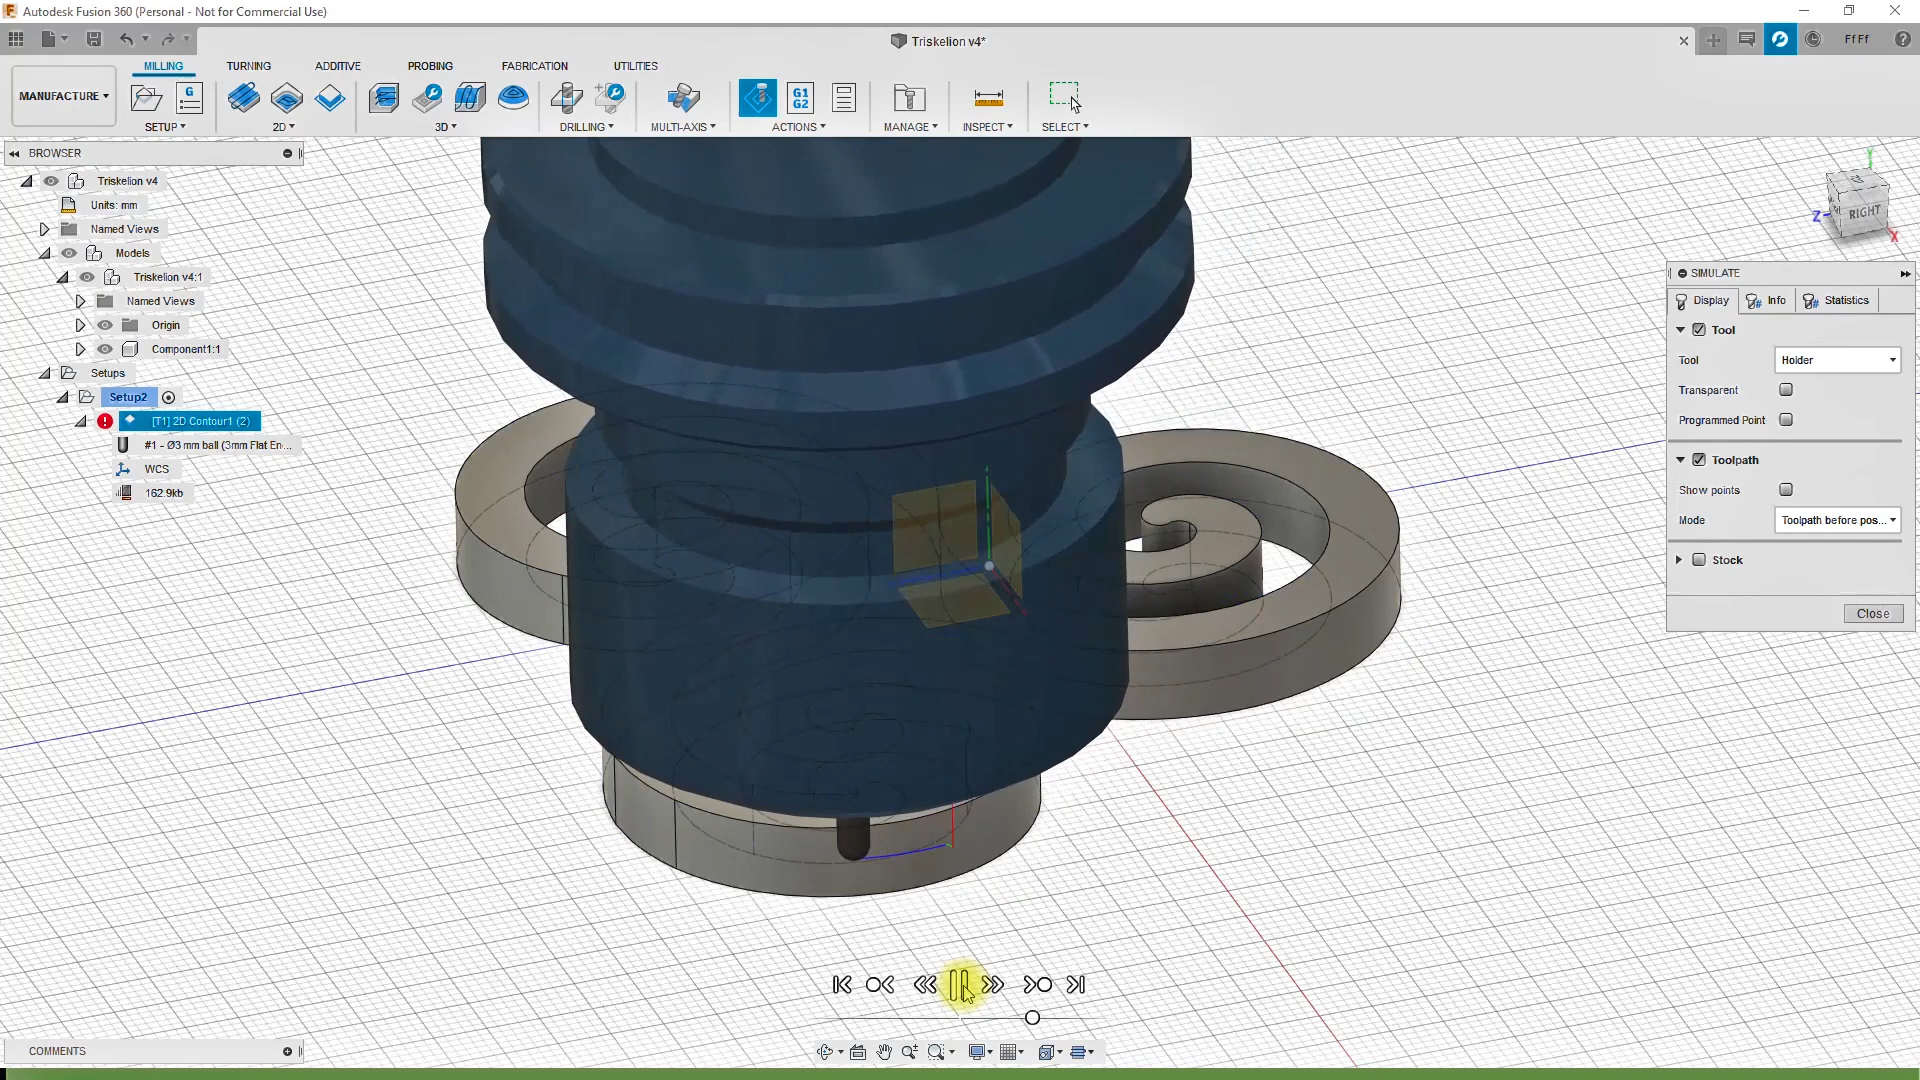 Autodesk Fusion 360 (Personal - Not for Commercial Use)
Triskelion v4*
Ff Ff
MANUFACTURE
MILLING
TURNING
ADDITIVE
PROBING
FABRICATION
UTILITIES
G
G1
G2
SETUP
2D
3D
DRILLING
MULTI-AXIS
ACTIONS
MANAGE
INSPECT
SELECT
BROWSER
Triskelion v4
Units: mm
Named Views
Models
Triskelion v4:1
Named Views
Origin
Component1:1
Setups
Setup2
[T1] 2D Contour1 (2)
#1 - Ø3 mm ball (3mm Flat En...
WCS
162.9kb
Y
Z
RIGHT
X
SIMULATE
Display
Info
Statistics
Tool
Tool
Holder
Transparent
Programmed Point
Toolpath
Show points
Mode
Toolpath before pos...
Stock
Close
COMMENTS